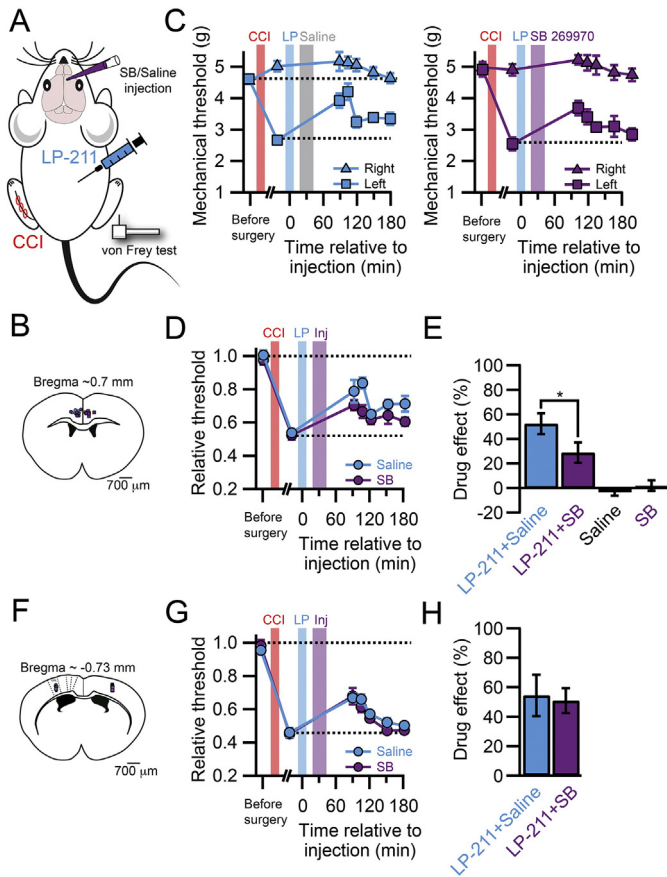 A
SB/Saline
injection
LP-211
CCI
von Frey test
C
CCI
LP
Saline
Mechanical threshold (g)
5
4
3
2
1
Right
Left
Before
surgery
0
60
120
180
Time relative to
injection (min)
CCI
LP
SB 269970
Mechanical threshold (g)
5
4
3
2
1
Right
Left
Before
surgery
0
60
120
180
Time relative to
injection (min)
B
Bregma ~0.7 mm
700 μm
D
CCI
LP
Inj
Relative threshold
1.0
0.8
0.6
0.4
0.2
Saline
SB
Before
surgery
0
60
120
180
Time relative to
injection (min)
E
Drug effect (%)
100
80
60
40
20
0
-20
*
LP-211+Saline
LP-211+SB
Saline
SB
F
Bregma ~ -0.73 mm
700 μm
G
CCI
LP
Inj
Relative threshold
1.0
0.8
0.6
0.4
0.2
Saline
SB
Before
surgery
0
60
120
180
Time relative to
injection (min)
H
Drug effect (%)
100
80
60
40
20
0
LP-211+Saline
LP-211+SB